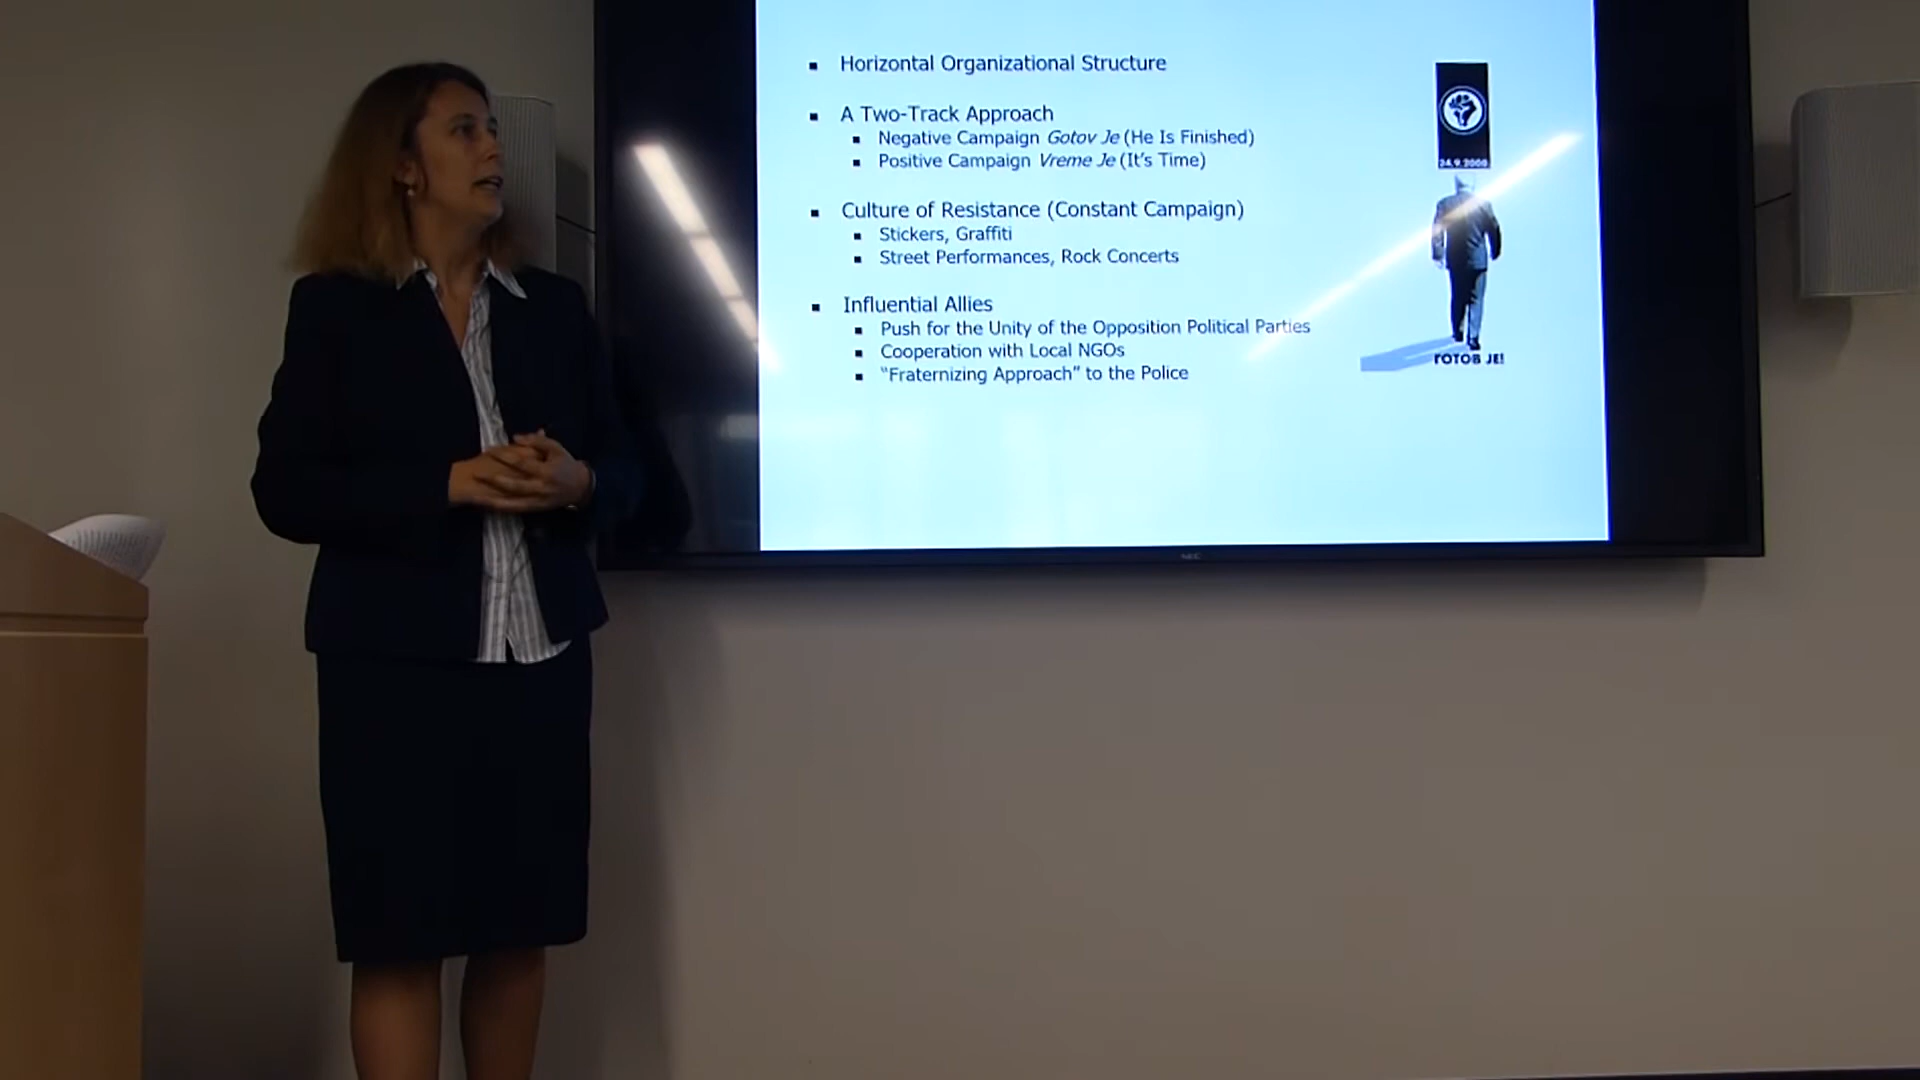 Horizontal Organizational Structure
A Two-Track Approach
Negative Campaign Gotov Je (He Is Finished)
Positive Campaign Vreme Je (It's Time)
Culture of Resistance (Constant Campaign)
Stickers, Graffiti
Street Performances, Rock Concerts
Influential Allies
Push for the Unity of the Opposition Political Parties
Cooperation with Local NGOs
“Fraternizing Approach” to the Police
24.9.2000
ГОТОВ ЈЕ!
NEC